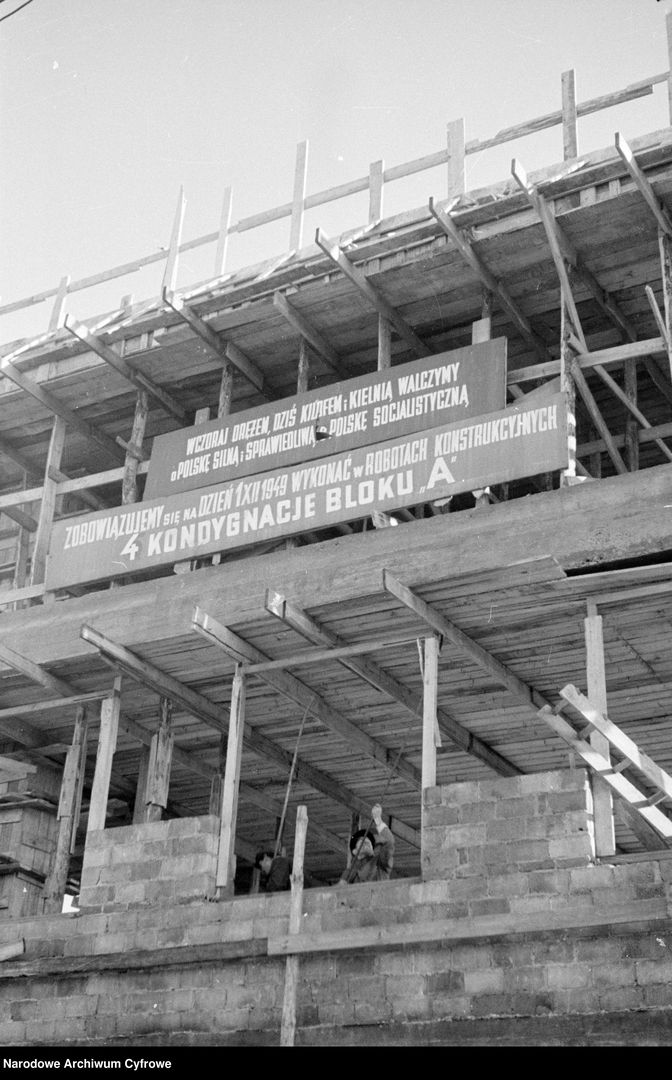 WCZORAJ ORĘŻEM, DZIŚ KILOFEM I KIELNIĄ WALCZYMY
O POLSKĘ SILNĄ I SPRAWIEDLIWĄ, O POLSKĘ SOCJALISTYCZNĄ
ZOBOWIĄZUJEMY SIĘ NA DZIEŃ 1 XII 1949 WYKONAĆ W ROBOTACH KONSTRUKCYJNYCH
4 KONDYGNACJE BLOKU „A"
Narodowe Archiwum Cyfrowe